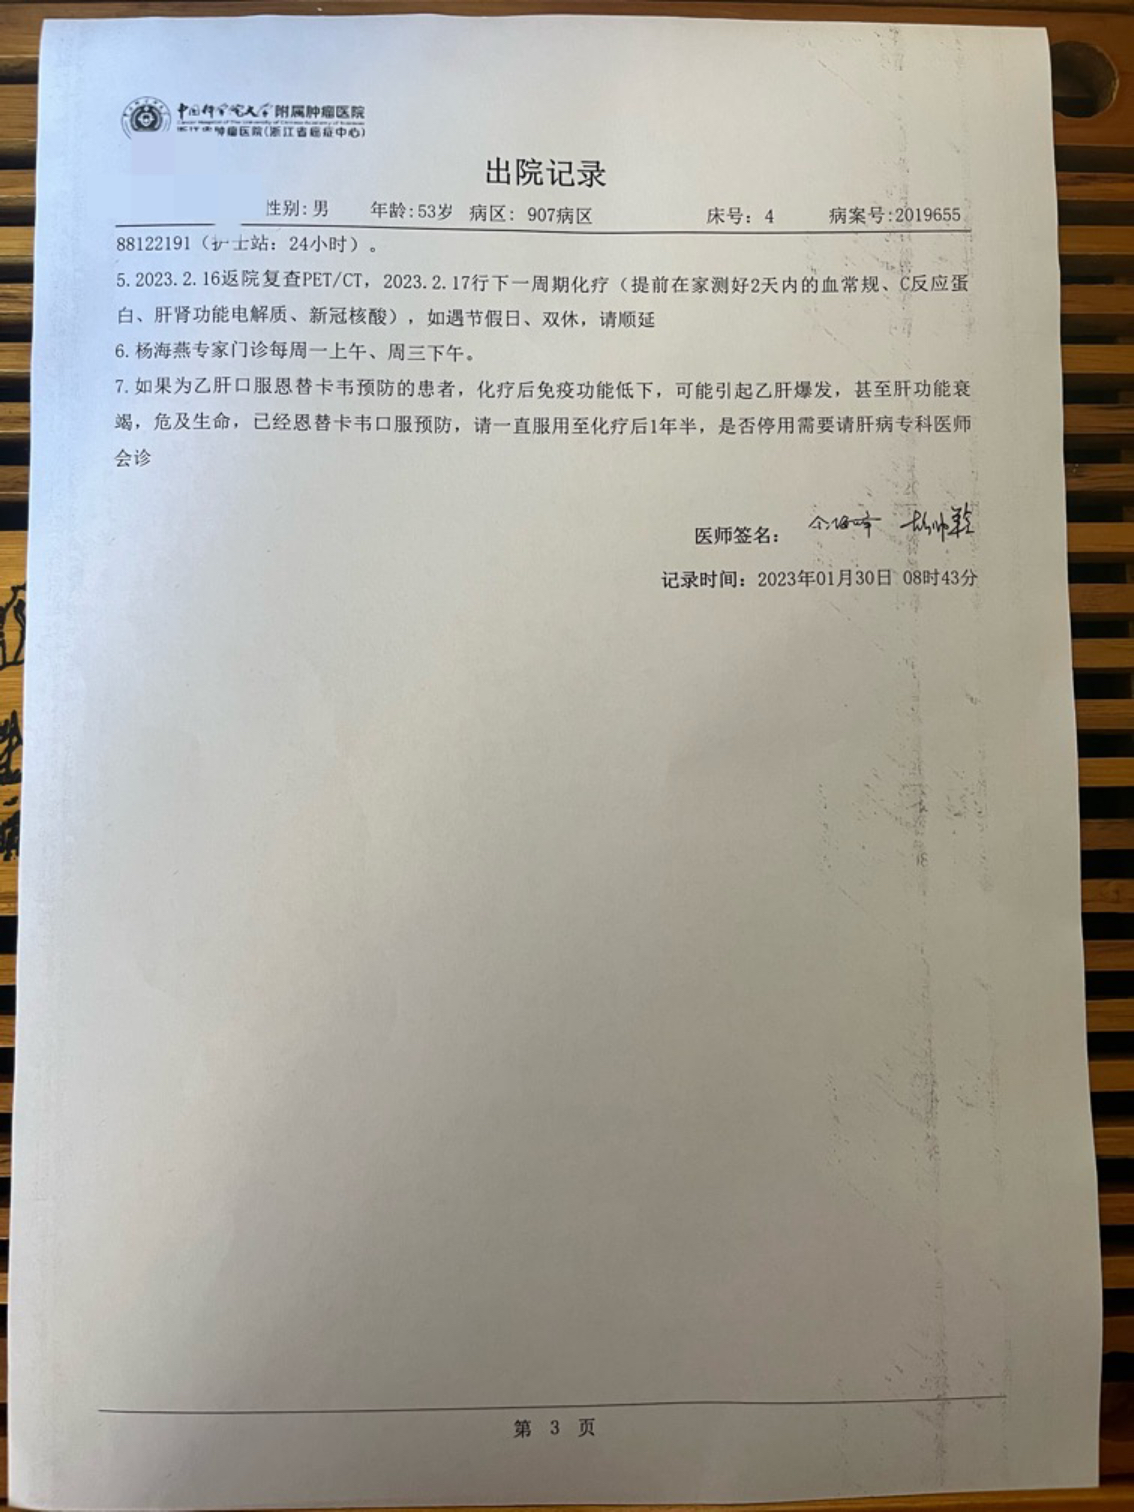 中国科学院大学附属肿瘤医院
肿瘤医院(浙江省癌症中心)
出院记录
性别:男 年龄:53岁 病区: 907病区 床号: 4 病案号:2019655
88122191（护士站: 24小时）。
5.2023.2.16返院复查PET/CT, 2023.2.17行下一周期化疗（提前在家测好2天内的血常规、C反应蛋
白、肝肾功能电解质、新冠核酸）, 如遇节假日、双休, 请顺延
6.杨海燕专家门诊每周一上午、周三下午。
7.如果为乙肝口服恩替卡韦预防的患者, 化疗后免疫功能低下, 可能引起乙肝爆发, 甚至肝功能衰
竭, 危及生命, 已经恩替卡韦口服预防, 请一直服用至化疗后1年半, 是否停用需要请肝病专科医师
会诊
医师签名:
记录时间: 2023年01月30日 08时43分
第 3 页